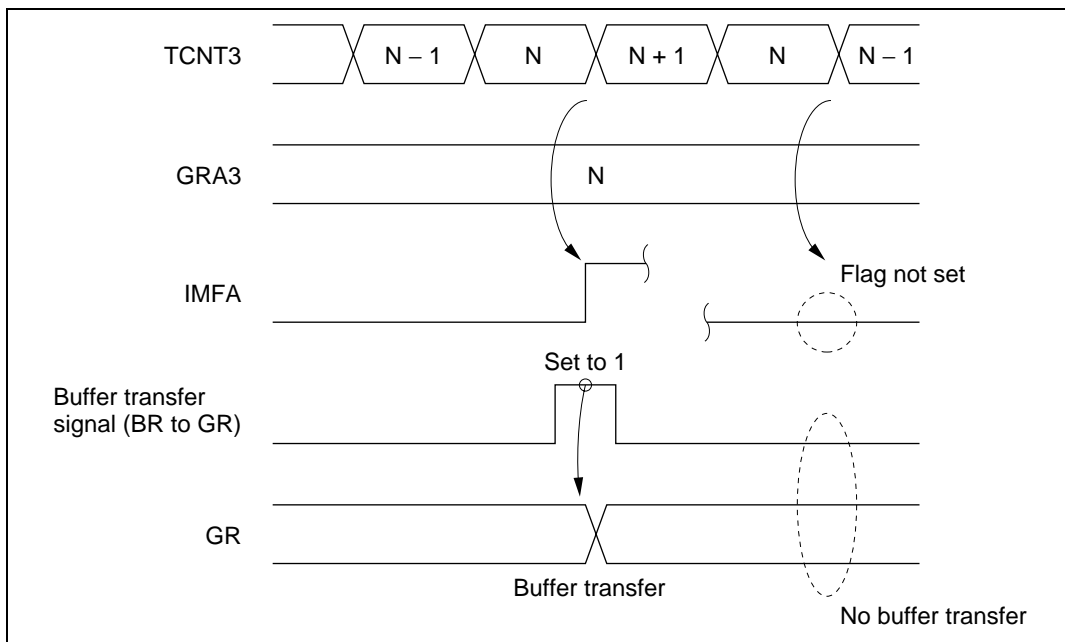 TCNT3
N – 1
N
N + 1
N
N – 1
GRA3
N
Flag not set
IMFA
Set to 1
Buffer transfer
signal (BR to GR)
GR
Buffer transfer
No buffer transfer